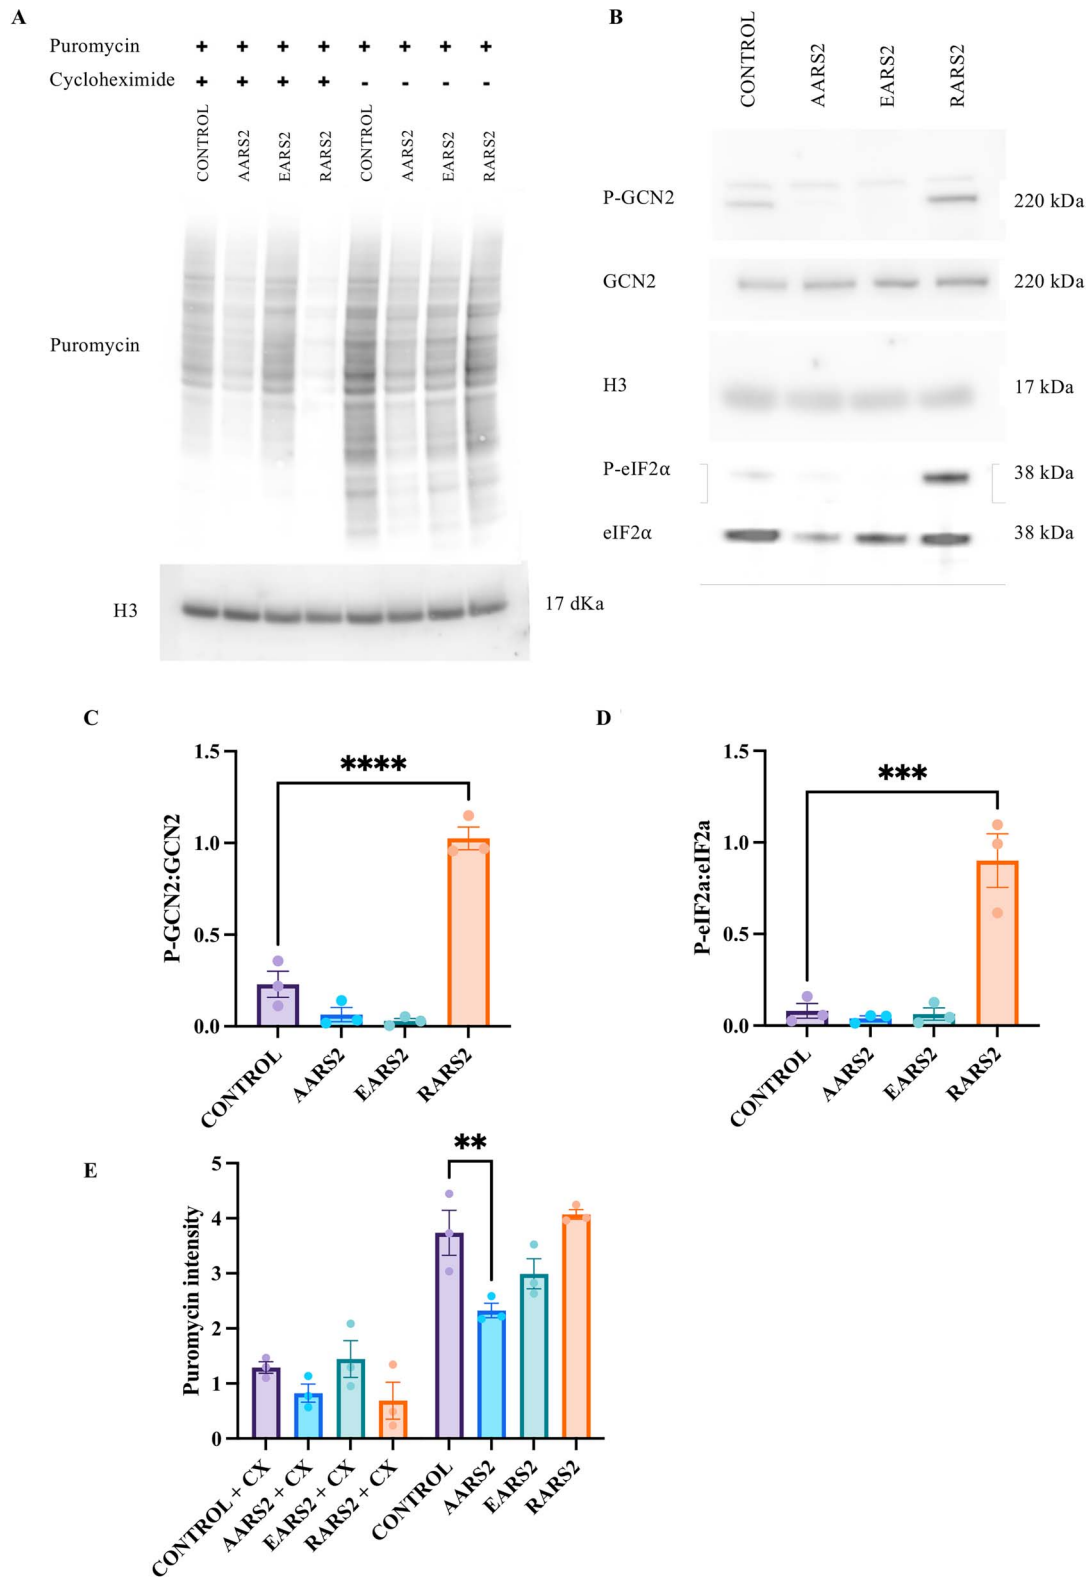 A
Puromycin + + + + + + + +
Cycloheximide + + + + - - - -
CONTROL AARS2 EARS2 RARS2 CONTROL AARS2 EARS2 RARS2
Puromycin
H3 17 dKa
B
CONTROL AARS2 EARS2 RARS2
P-GCN2 220 kDa
GCN2 220 kDa
H3 17 kDa
P-eIF2α 38 kDa
eIF2α 38 kDa
C
P-GCN2:GCN2
1.5
1.0
0.5
0.0
****
CONTROL AARS2 EARS2 RARS2
D
P-eIF2a:eIF2a
1.5
1.0
0.5
0.0
***
CONTROL AARS2 EARS2 RARS2
E
Puromycin intensity
5
4
3
2
1
0
**
CONTROL + CX AARS2 + CX EARS2 + CX RARS2 + CX CONTROL AARS2 EARS2 RARS2